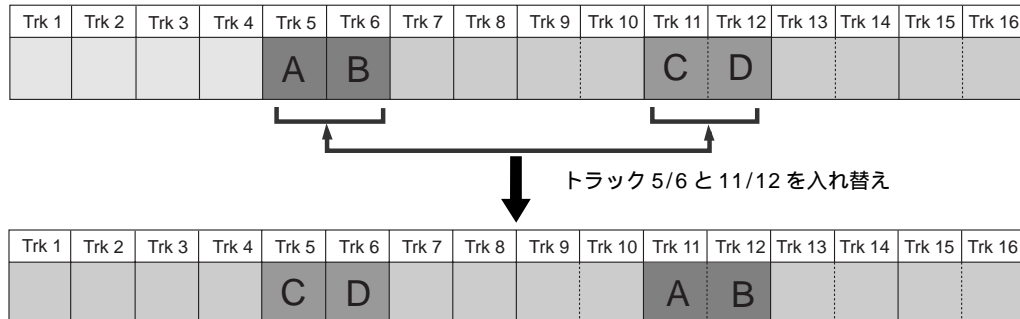 Trk 1 Trk 2 Trk 3 Trk 4 Trk 5 Trk 6 Trk 7 Trk 8 Trk 9 Trk 10 Trk 11 Trk 12 Trk 13 Trk 14 Trk 15 Trk 16
A B C D
トラック 5/6 と 11/12 を入れ替え
Trk 1 Trk 2 Trk 3 Trk 4 Trk 5 Trk 6 Trk 7 Trk 8 Trk 9 Trk 10 Trk 11 Trk 12 Trk 13 Trk 14 Trk 15 Trk 16
C D A B